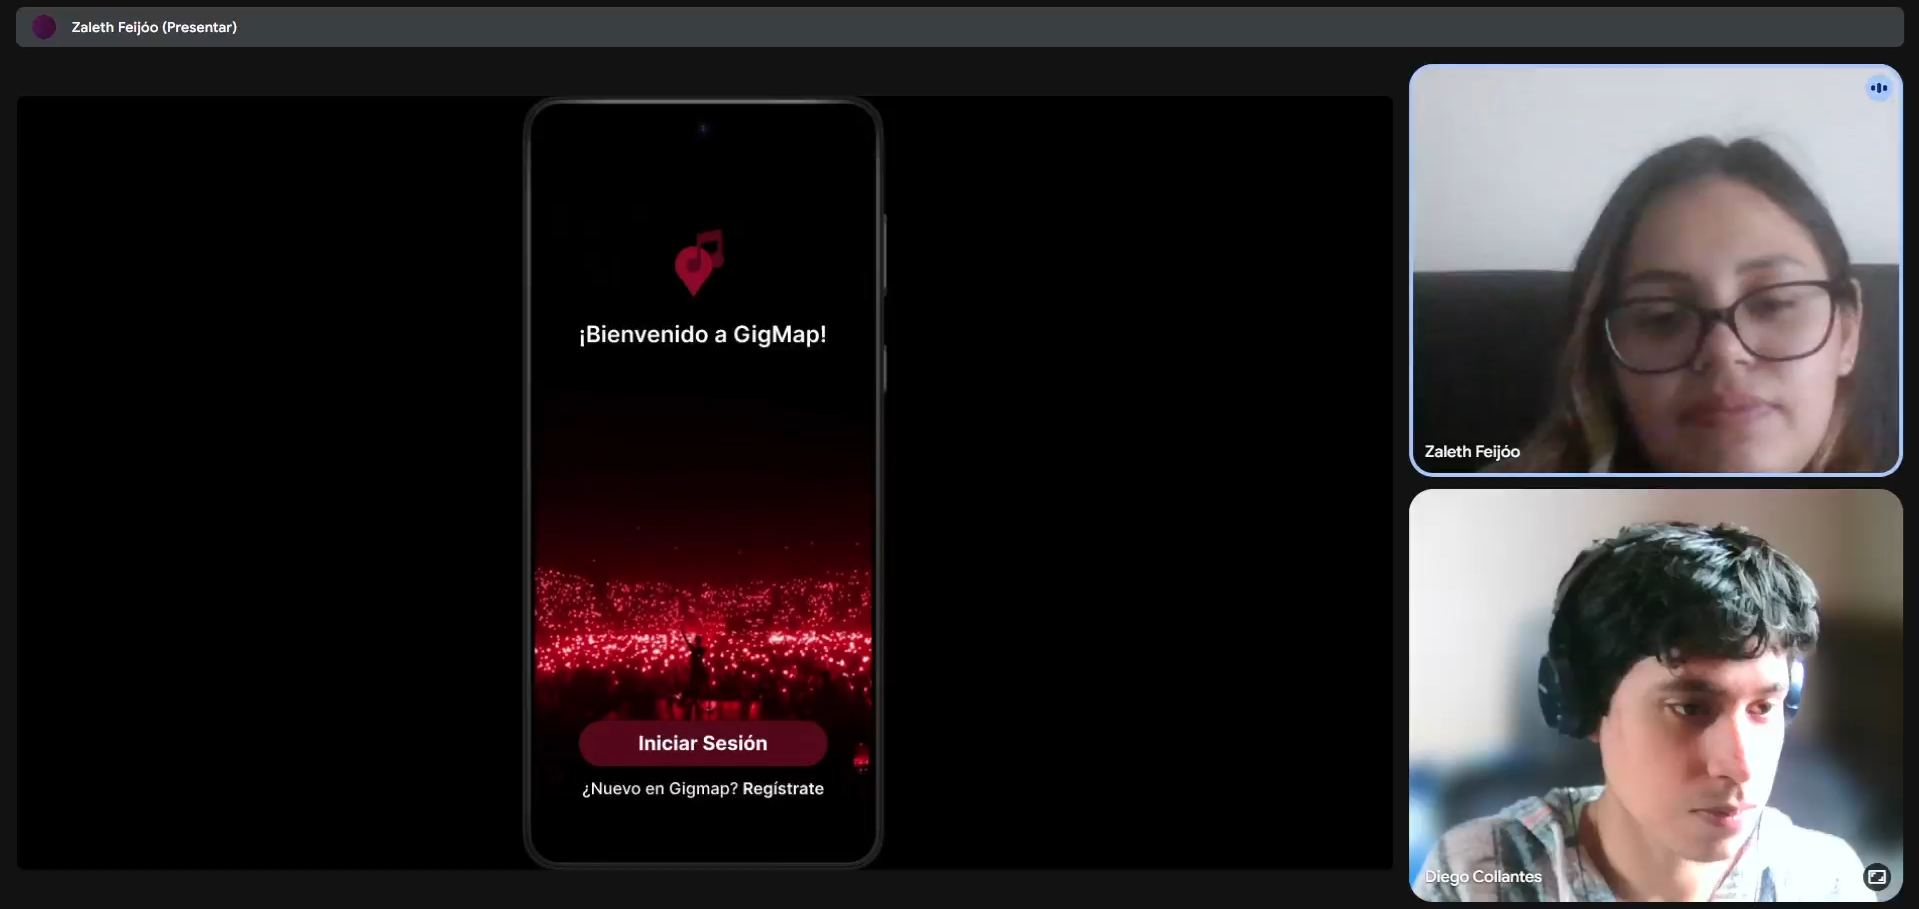 Zaleth Feijóo (Presentar)
¡Bienvenido a GigMap!
Iniciar Sesión
¿Nuevo en Gigmap? Regístrate
Zaleth Feijóo
Diego Collantes